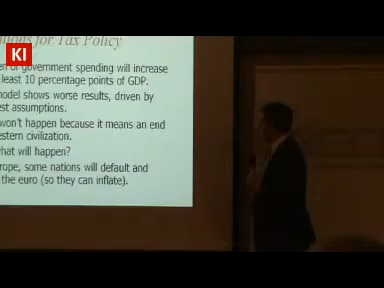 KI
ions for Tax Policy
en of government spending will increase
least 10 percentage points of GDP.
model shows worse results, driven by
est assumptions.
won't happen because it means an end
estern civilization.
hat will happen?
rope, some nations will default and
the euro (so they can inflate).